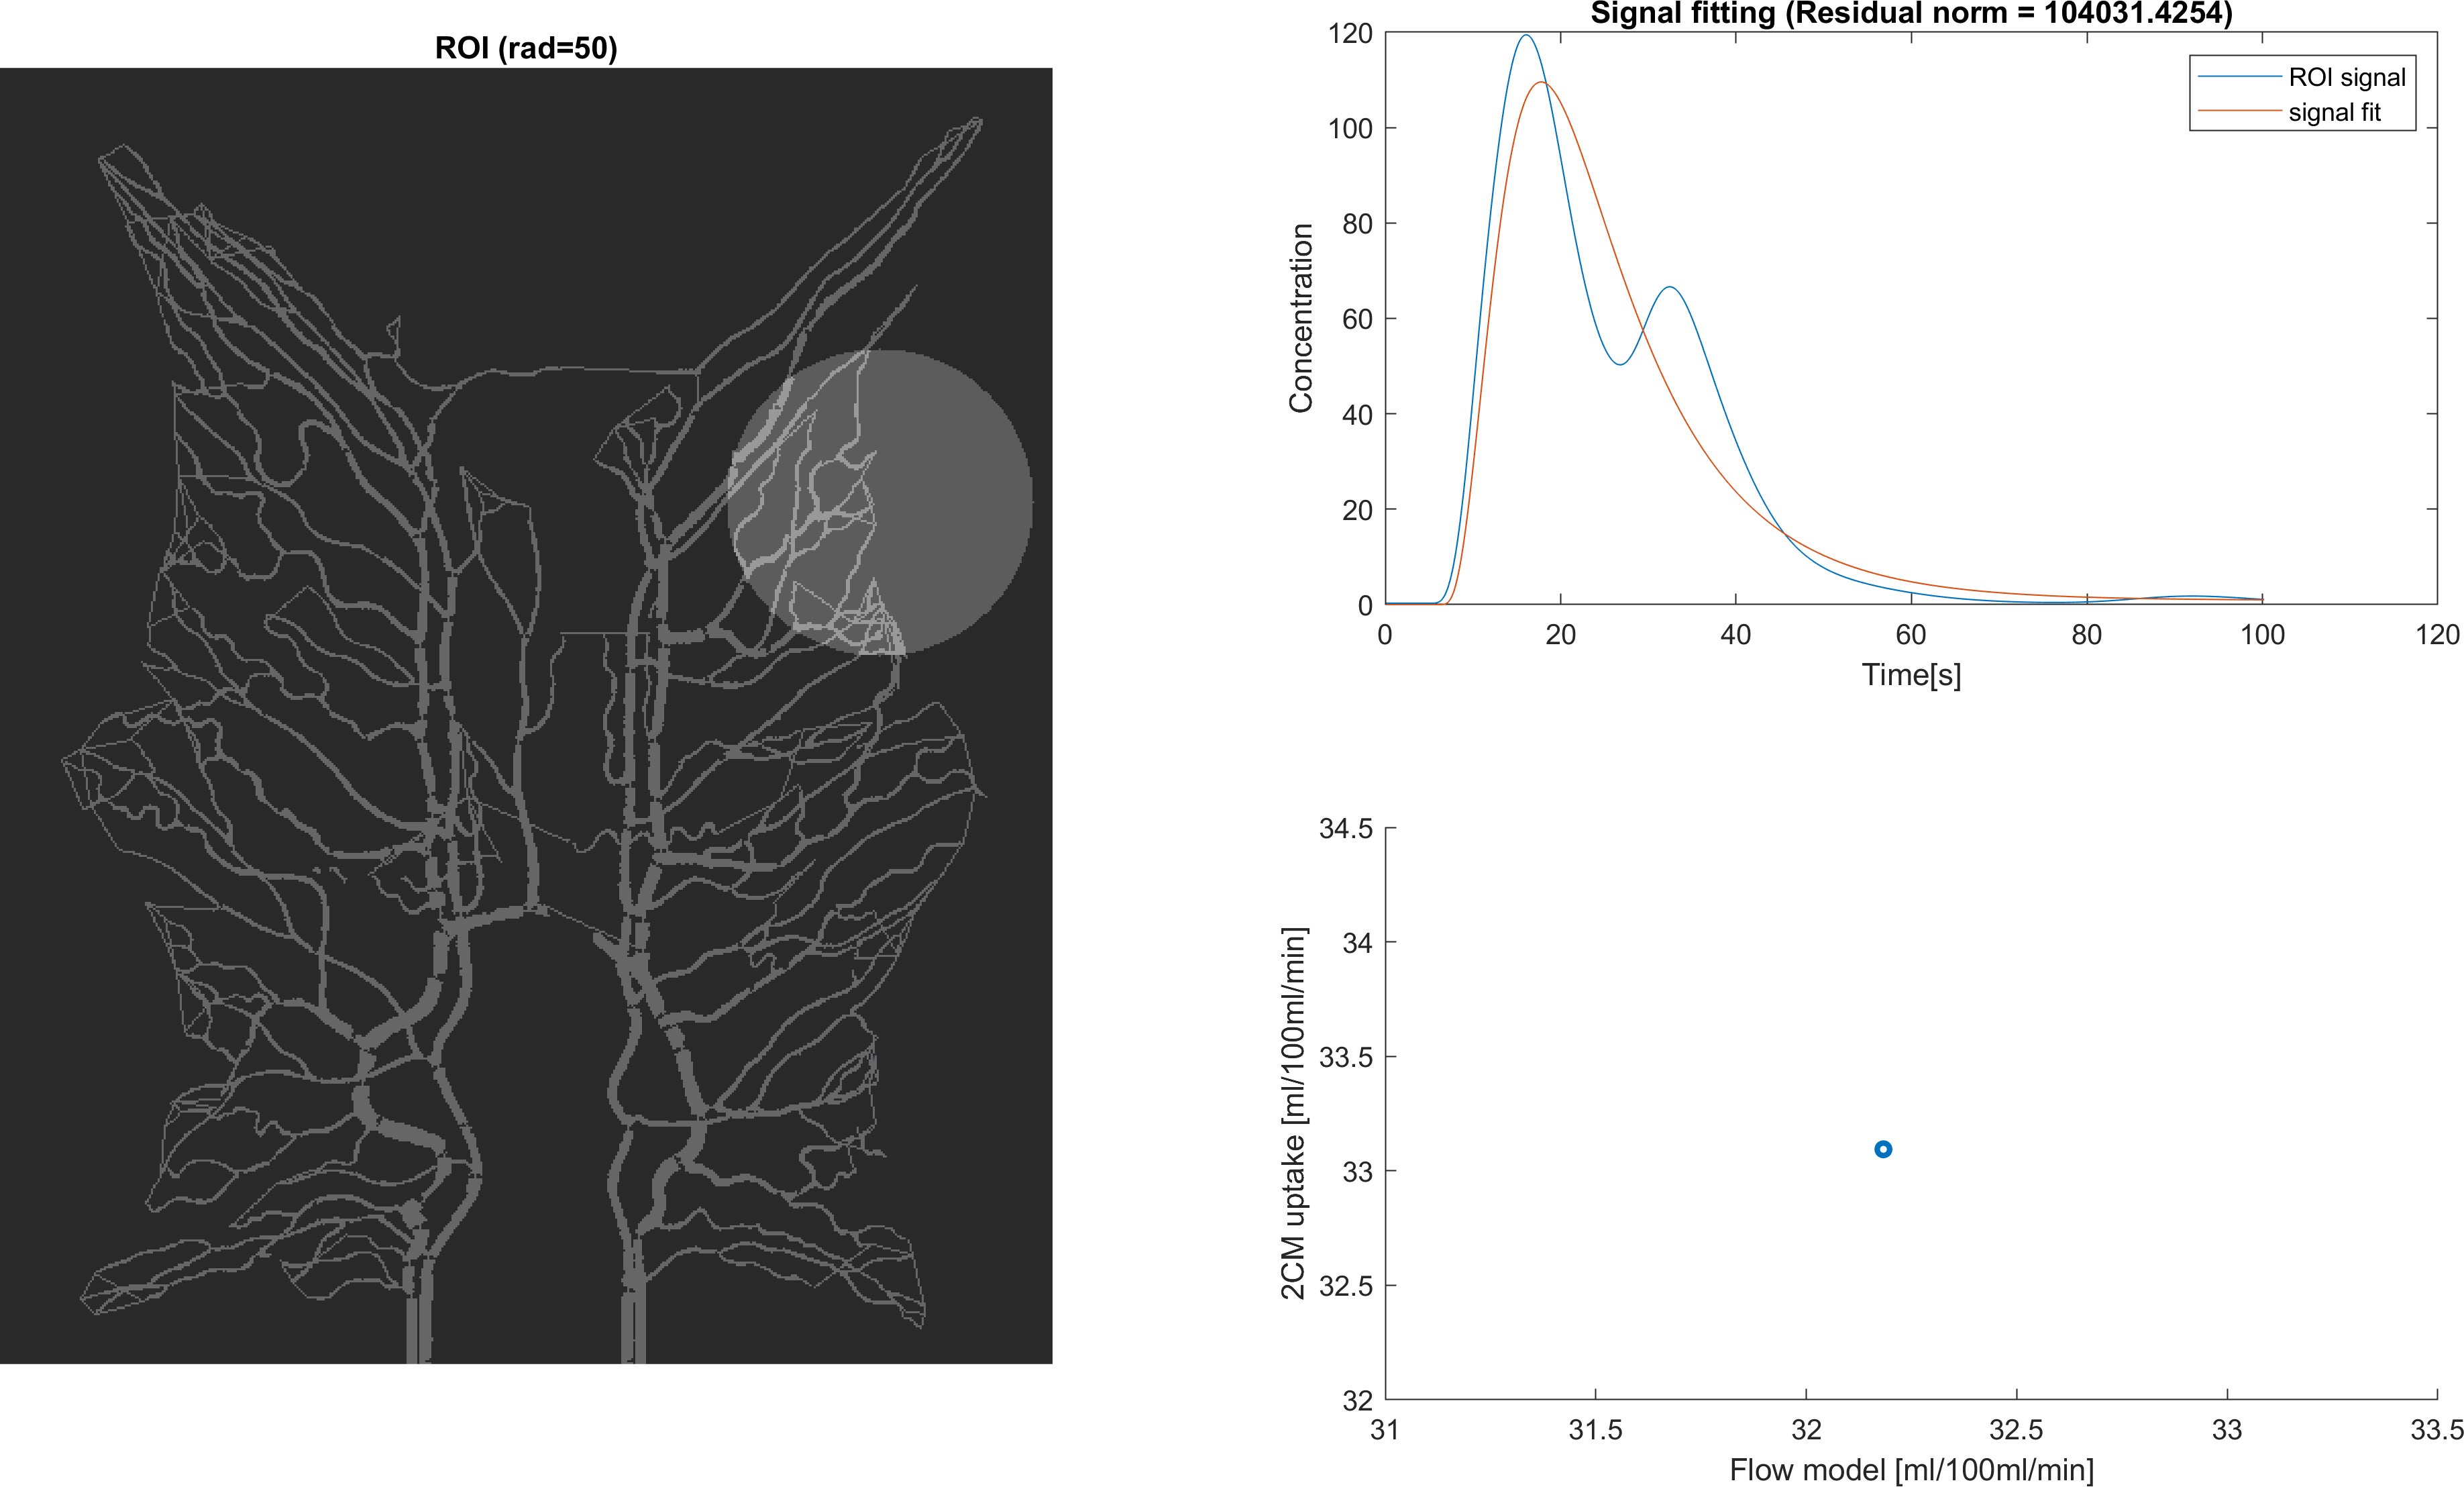 ROI (rad=50)
Signal fitting (Residual norm = 104031.4254)
120
100
80
60
40
20
0
Concentration
ROI signal
signal fit
0 20 40 60 80 100 120
Time[s]
34.5
34
33.5
33
32.5
32
2CM uptake [ml/100ml/min]
31 31.5 32 32.5 33 33.5
Flow model [ml/100ml/min]